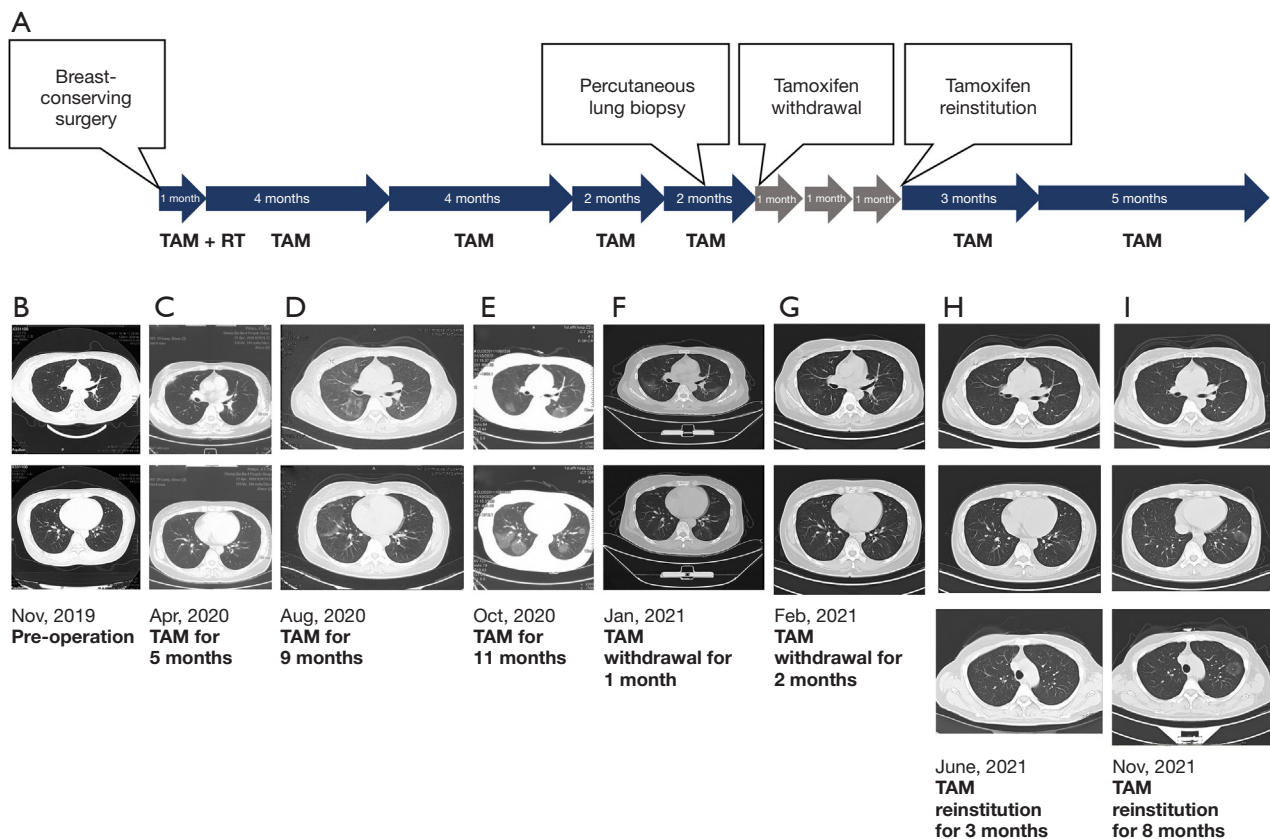 A
Breast-
conserving
surgery
Percutaneous
lung biopsy
Tamoxifen
withdrawal
Tamoxifen
reinstitution
1 month
4 months
4 months
2 months
2 months
1 month
1 month
1 month
3 months
5 months
TAM + RT
TAM
TAM
TAM
TAM
TAM
TAM
B
C
D
E
F
G
H
I
Nov, 2019
Pre-operation
Apr, 2020
TAM for
5 months
Aug, 2020
TAM for
9 months
Oct, 2020
TAM for
11 months
Jan, 2021
TAM
withdrawal for
1 month
Feb, 2021
TAM
withdrawal for
2 months
June, 2021
TAM
reinstitution
for 3 months
Nov, 2021
TAM
reinstitution
for 8 months